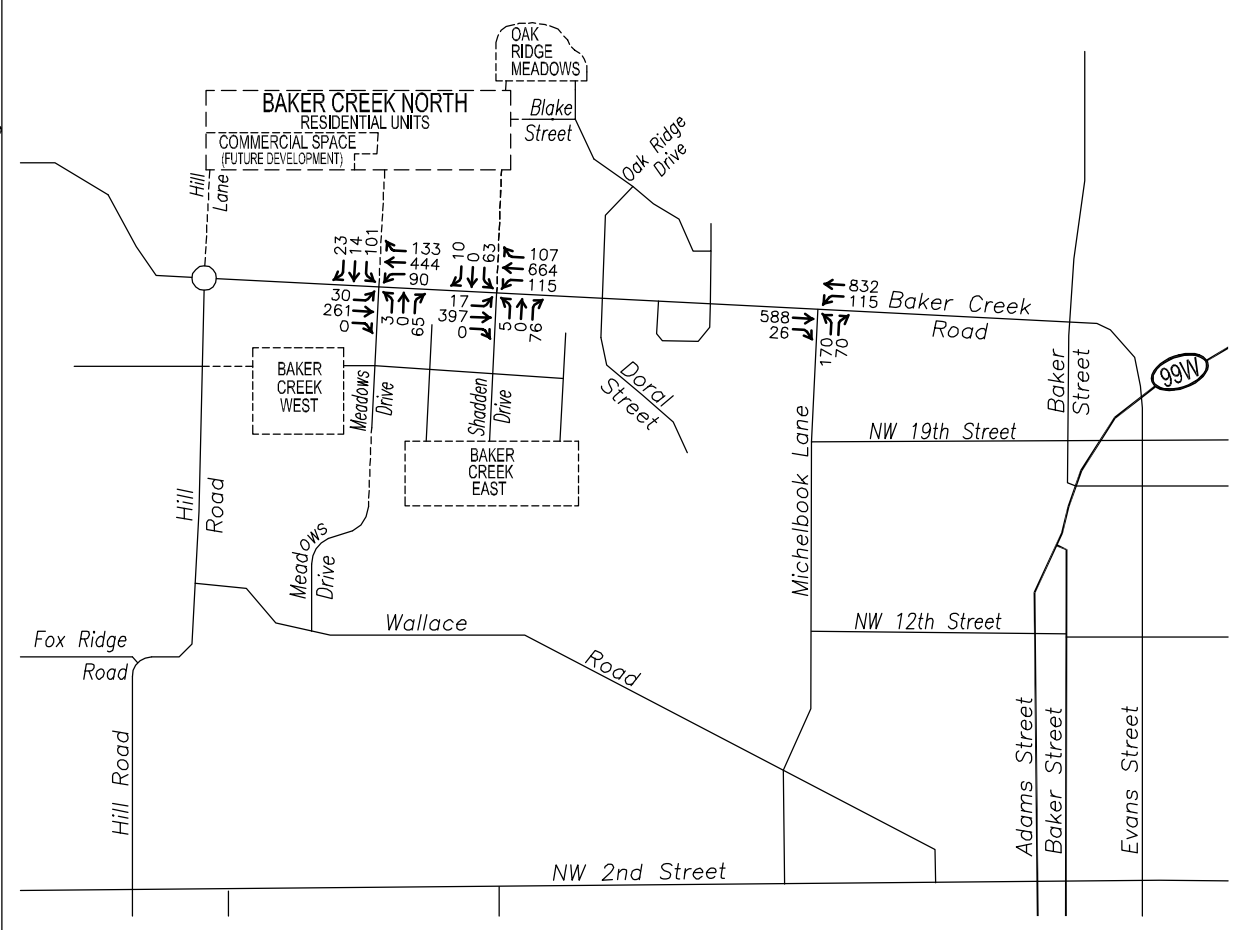 OAK
RIDGE
MEADOWS
BAKER CREEK NORTH
RESIDENTIAL UNITS
COMMERCIAL SPACE
(FUTURE DEVELOPMENT)
Blake
Street
Oak Ridge
Drive
Hill
Lane
23
14
101
133
444
90
30
261
0
3
0
65
10
0
63
107
664
115
17
397
0
5
0
76
832
115
588
26
170
70
Baker Creek
Road
BAKER
CREEK
WEST
Meadows
Drive
Shadden
Drive
Doral
Street
Baker
Street
99W
BAKER
CREEK
EAST
NW 19th Street
Hill
Road
Meadows
Drive
Michelbook Lane
Wallace
Road
NW 12th Street
Fox Ridge
Road
Hill Road
Adams Street
Baker Street
Evans Street
NW 2nd Street